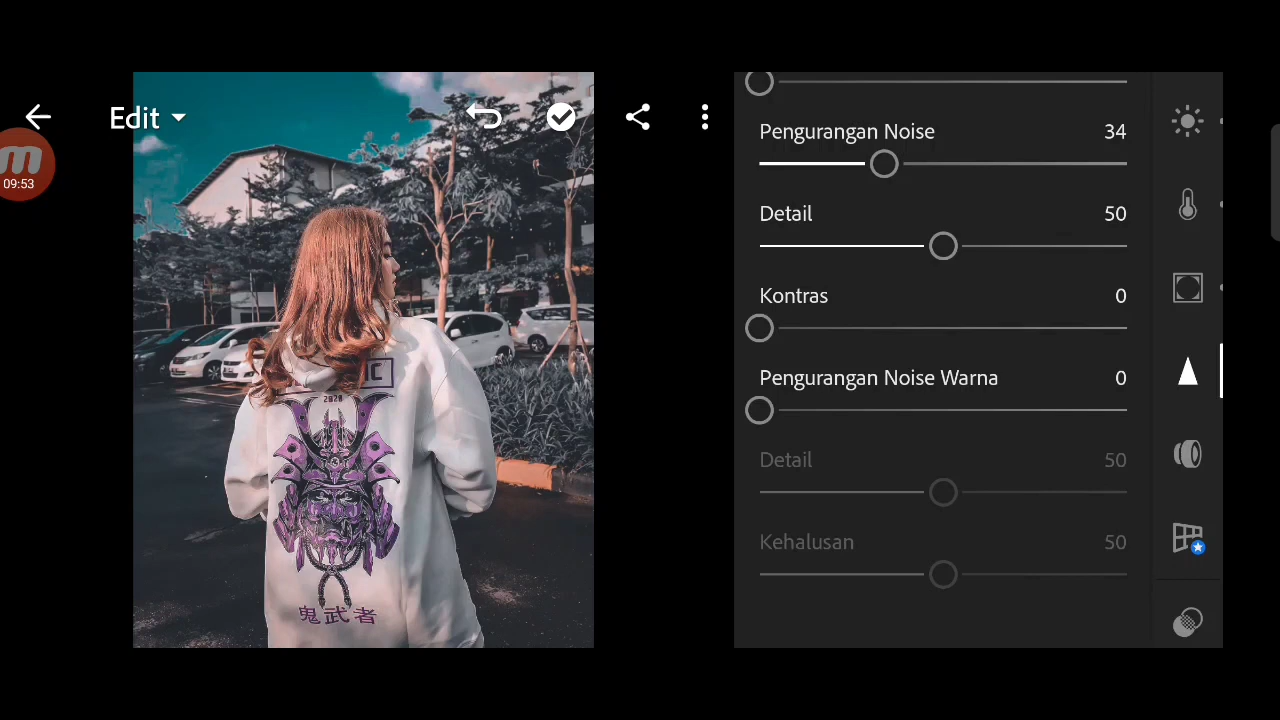 Edit
09:53
IC
2020
鬼武者
Pengurangan Noise 34
Detail 50
Kontras 0
Pengurangan Noise Warna 0
Detail 50
Kehalusan 50